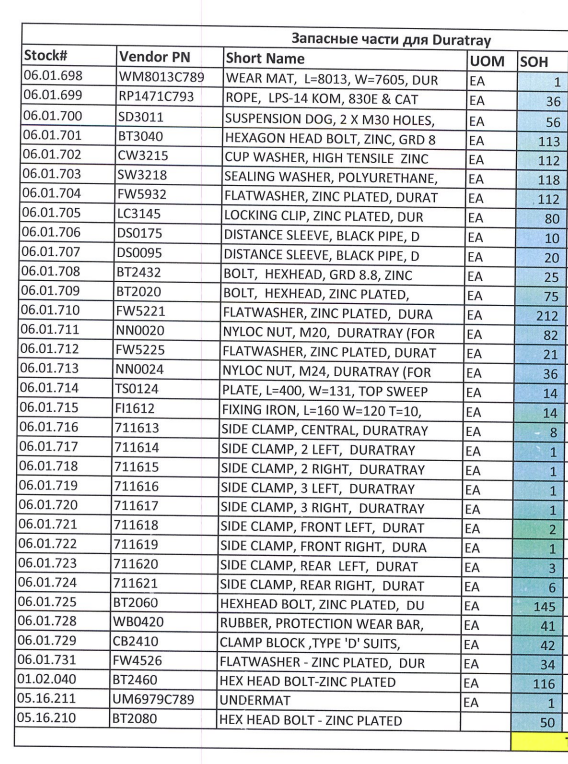 Запасные части для Duratray
Stock# Vendor PN Short Name UOM SOH
06.01.698 WM8013C789 WEAR MAT, L=8013, W=7605, DUR EA 1
06.01.699 RP1471C793 ROPE, LPS-14 KOM, 830E & CAT EA 36
06.01.700 SD3011 SUSPENSION DOG, 2 X M30 HOLES, EA 56
06.01.701 BT3040 HEXAGON HEAD BOLT, ZINC, GRD 8 EA 113
06.01.702 CW3215 CUP WASHER, HIGH TENSILE ZINC EA 112
06.01.703 SW3218 SEALING WASHER, POLYURETHANE, EA 118
06.01.704 FW5932 FLATWASHER, ZINC PLATED, DURAT EA 112
06.01.705 LC3145 LOCKING CLIP, ZINC PLATED, DUR EA 80
06.01.706 DS0175 DISTANCE SLEEVE, BLACK PIPE, D EA 10
06.01.707 DS0095 DISTANCE SLEEVE, BLACK PIPE, D EA 20
06.01.708 BT2432 BOLT, HEXHEAD, GRD 8.8, ZINC EA 25
06.01.709 BT2020 BOLT, HEXHEAD, ZINC PLATED, EA 75
06.01.710 FW5221 FLATWASHER, ZINC PLATED, DURA EA 212
06.01.711 NN0020 NYLOC NUT, M20, DURATRAY (FOR EA 82
06.01.712 FW5225 FLATWASHER, ZINC PLATED, DURAT EA 21
06.01.713 NN0024 NYLOC NUT, M24, DURATRAY (FOR EA 36
06.01.714 TS0124 PLATE, L=400, W=131, TOP SWEEP EA 14
06.01.715 FI1612 FIXING IRON, L=160 W=120 T=10, EA 14
06.01.716 711613 SIDE CLAMP, CENTRAL, DURATRAY EA 8
06.01.717 711614 SIDE CLAMP, 2 LEFT, DURATRAY EA 1
06.01.718 711615 SIDE CLAMP, 2 RIGHT, DURATRAY EA 1
06.01.719 711616 SIDE CLAMP, 3 LEFT, DURATRAY EA 1
06.01.720 711617 SIDE CLAMP, 3 RIGHT, DURATRAY EA 1
06.01.721 711618 SIDE CLAMP, FRONT LEFT, DURAT EA 2
06.01.722 711619 SIDE CLAMP, FRONT RIGHT, DURA EA 1
06.01.723 711620 SIDE CLAMP, REAR LEFT, DURAT EA 3
06.01.724 711621 SIDE CLAMP, REAR RIGHT, DURAT EA 6
06.01.725 BT2060 HEXHEAD BOLT, ZINC PLATED, DU EA 145
06.01.728 WB0420 RUBBER, PROTECTION WEAR BAR, EA 41
06.01.729 CB2410 CLAMP BLOCK ,TYPE 'D' SUITS, EA 42
06.01.731 FW4526 FLATWASHER - ZINC PLATED, DUR EA 34
01.02.040 BT2460 HEX HEAD BOLT-ZINC PLATED EA 116
05.16.211 UM6979C789 UNDERMAT EA 1
05.16.210 BT2080 HEX HEAD BOLT - ZINC PLATED 50